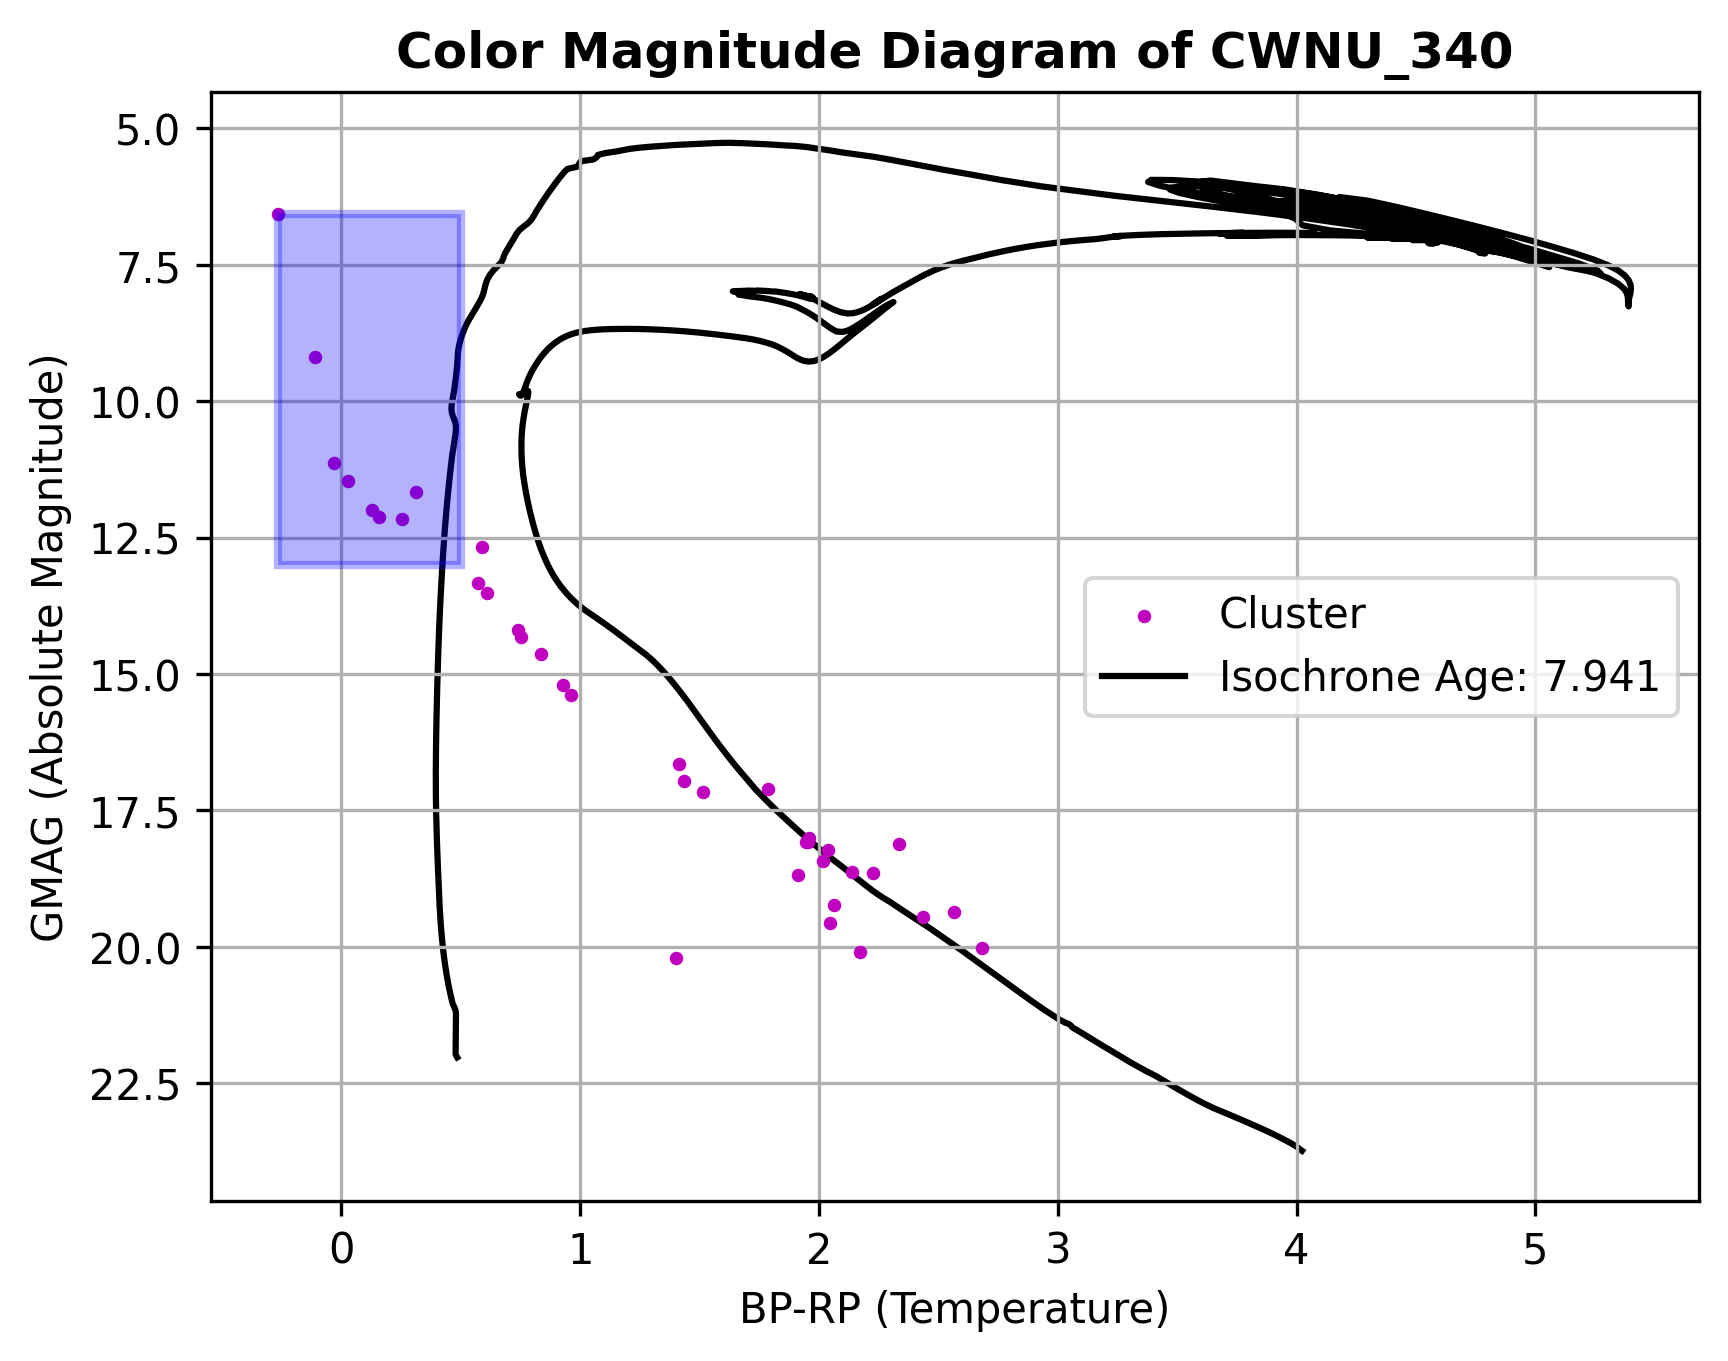 Color Magnitude Diagram of CWNU_340
GMAG (Absolute Magnitude)
5.0
7.5
10.0
12.5
15.0
17.5
20.0
22.5
Cluster
Isochrone Age: 7.941
0 1 2 3 4 5
BP-RP (Temperature)